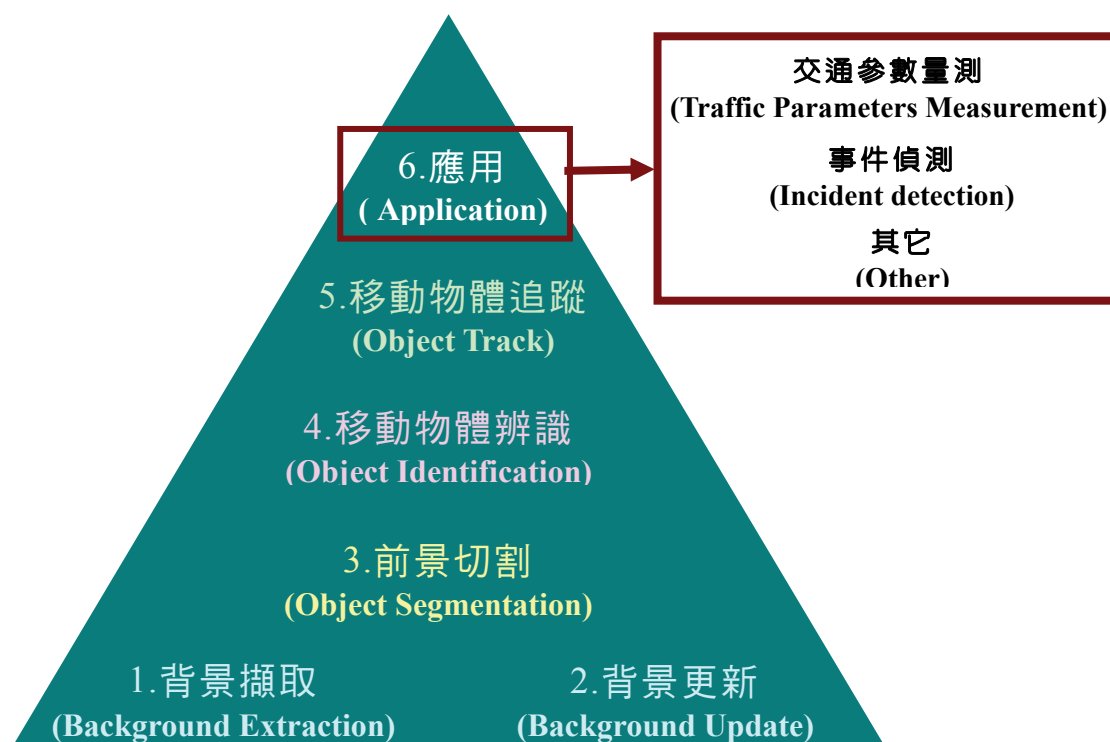 交通參數量測
(Traffic Parameters Measurement)
事件偵測
(Incident detection)
其它
(Other)
6.應用
( Application)
5.移動物體追蹤
(Object Track)
4.移動物體辨識
(Object Identification)
3.前景切割
(Object Segmentation)
1.背景擷取
(Background Extraction)
2.背景更新
(Background Update)